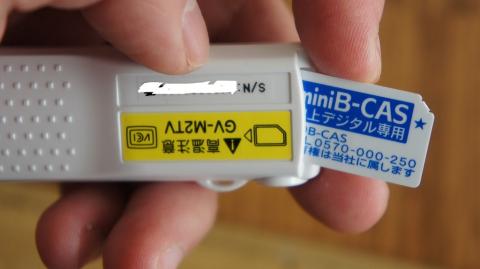 S/N:
GV-M2TV
高温注意
VCCI
miniB-CAS
上デジタル専用
B-CAS
0570-000-250
権は当社に属します